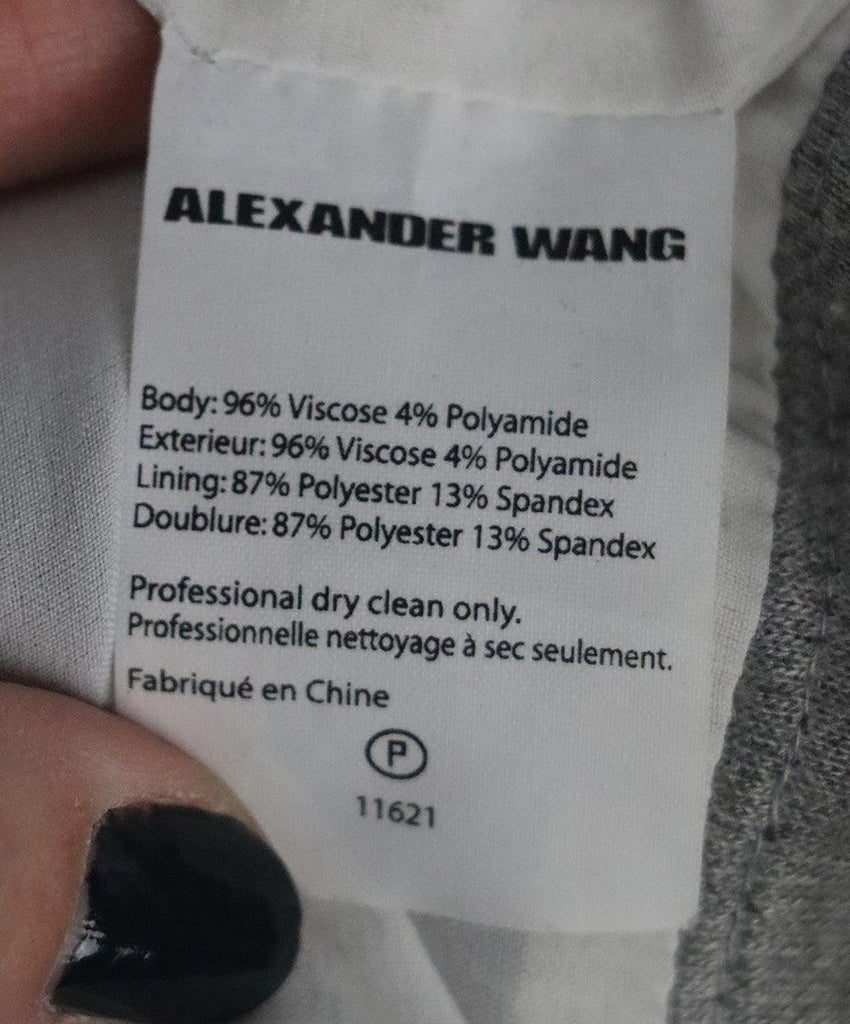 ALEXANDER WANG
Body: 96% Viscose 4% Polyamide
Exterieur: 96% Viscose 4% Polyamide
Lining: 87% Polyester 13% Spandex
Doublure: 87% Polyester 13% Spandex
Professional dry clean only.
Professionnelle nettoyage à sec seulement.
Fabriqué en Chine
P
11621